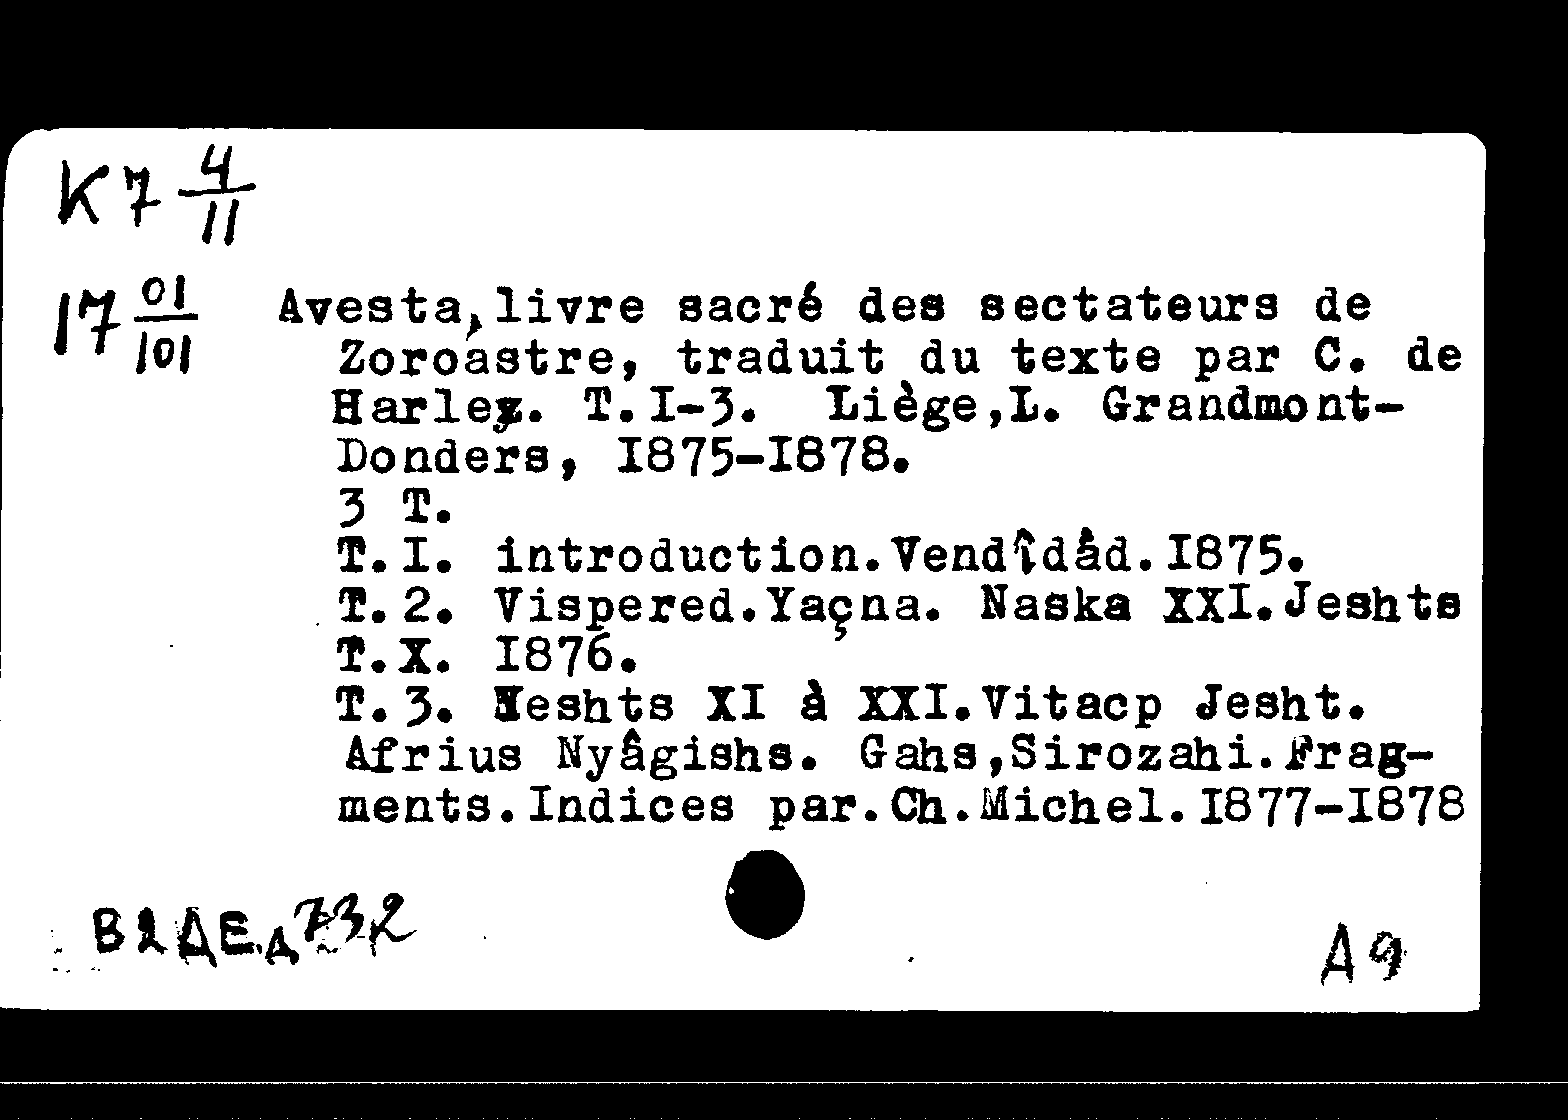 K7 4/11
17 01/101
Avesta, livre sacré des sectateurs de
Zoroastre, traduit du texte par C. de
Harlez. T.I-3. Liège,L. Grandmont-
Donders, I875-I878.
3 T.
T.I. introduction.Vendîdâd.I875.
T.2. Vispered.Yaçna. Naska XXI.Jeshts
T.X. I876.
T.3. Jeshts XI à XXI.Vitacp Jesht.
Afrius Nyâgishs. Gahs,Sirozahi.Frag-
ments.Indices par.Ch.Michel.I877-I878
732
A9